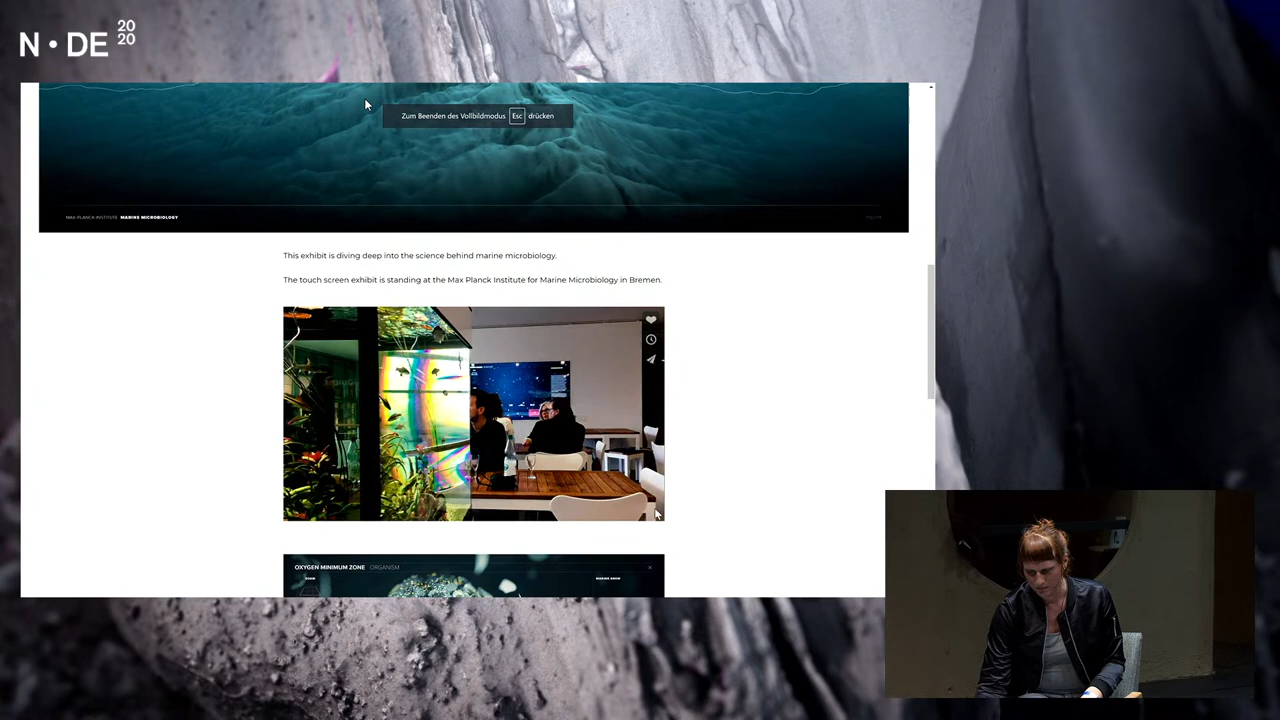 N•DE 20
20
Zum Beenden des Vollbildmodus Esc drücken
MAX-PLANCK-INSTITUTE MARINE MICROBIOLOGY
This exhibit is diving deep into the science behind marine microbiology.
The touch screen exhibit is standing at the Max Planck Institute for Marine Microbiology in Bremen.
OXYGEN MINIMUM ZONE ORGANISM
MARINE SNOW